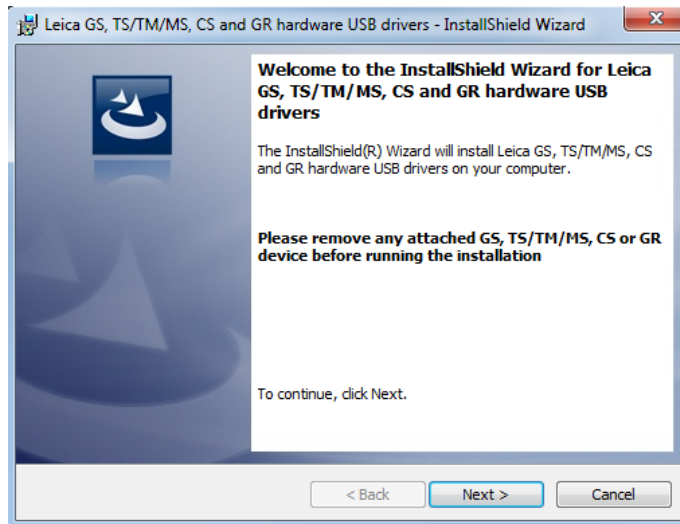 Leica GS, TS/TM/MS, CS and GR hardware USB drivers - InstallShield Wizard
Welcome to the InstallShield Wizard for Leica
GS, TS/TM/MS, CS and GR hardware USB
drivers
The InstallShield(R) Wizard will install Leica GS, TS/TM/MS, CS
and GR hardware USB drivers on your computer.
Please remove any attached GS, TS/TM/MS, CS or GR
device before running the installation
To continue, click Next.
< Back
Next >
Cancel